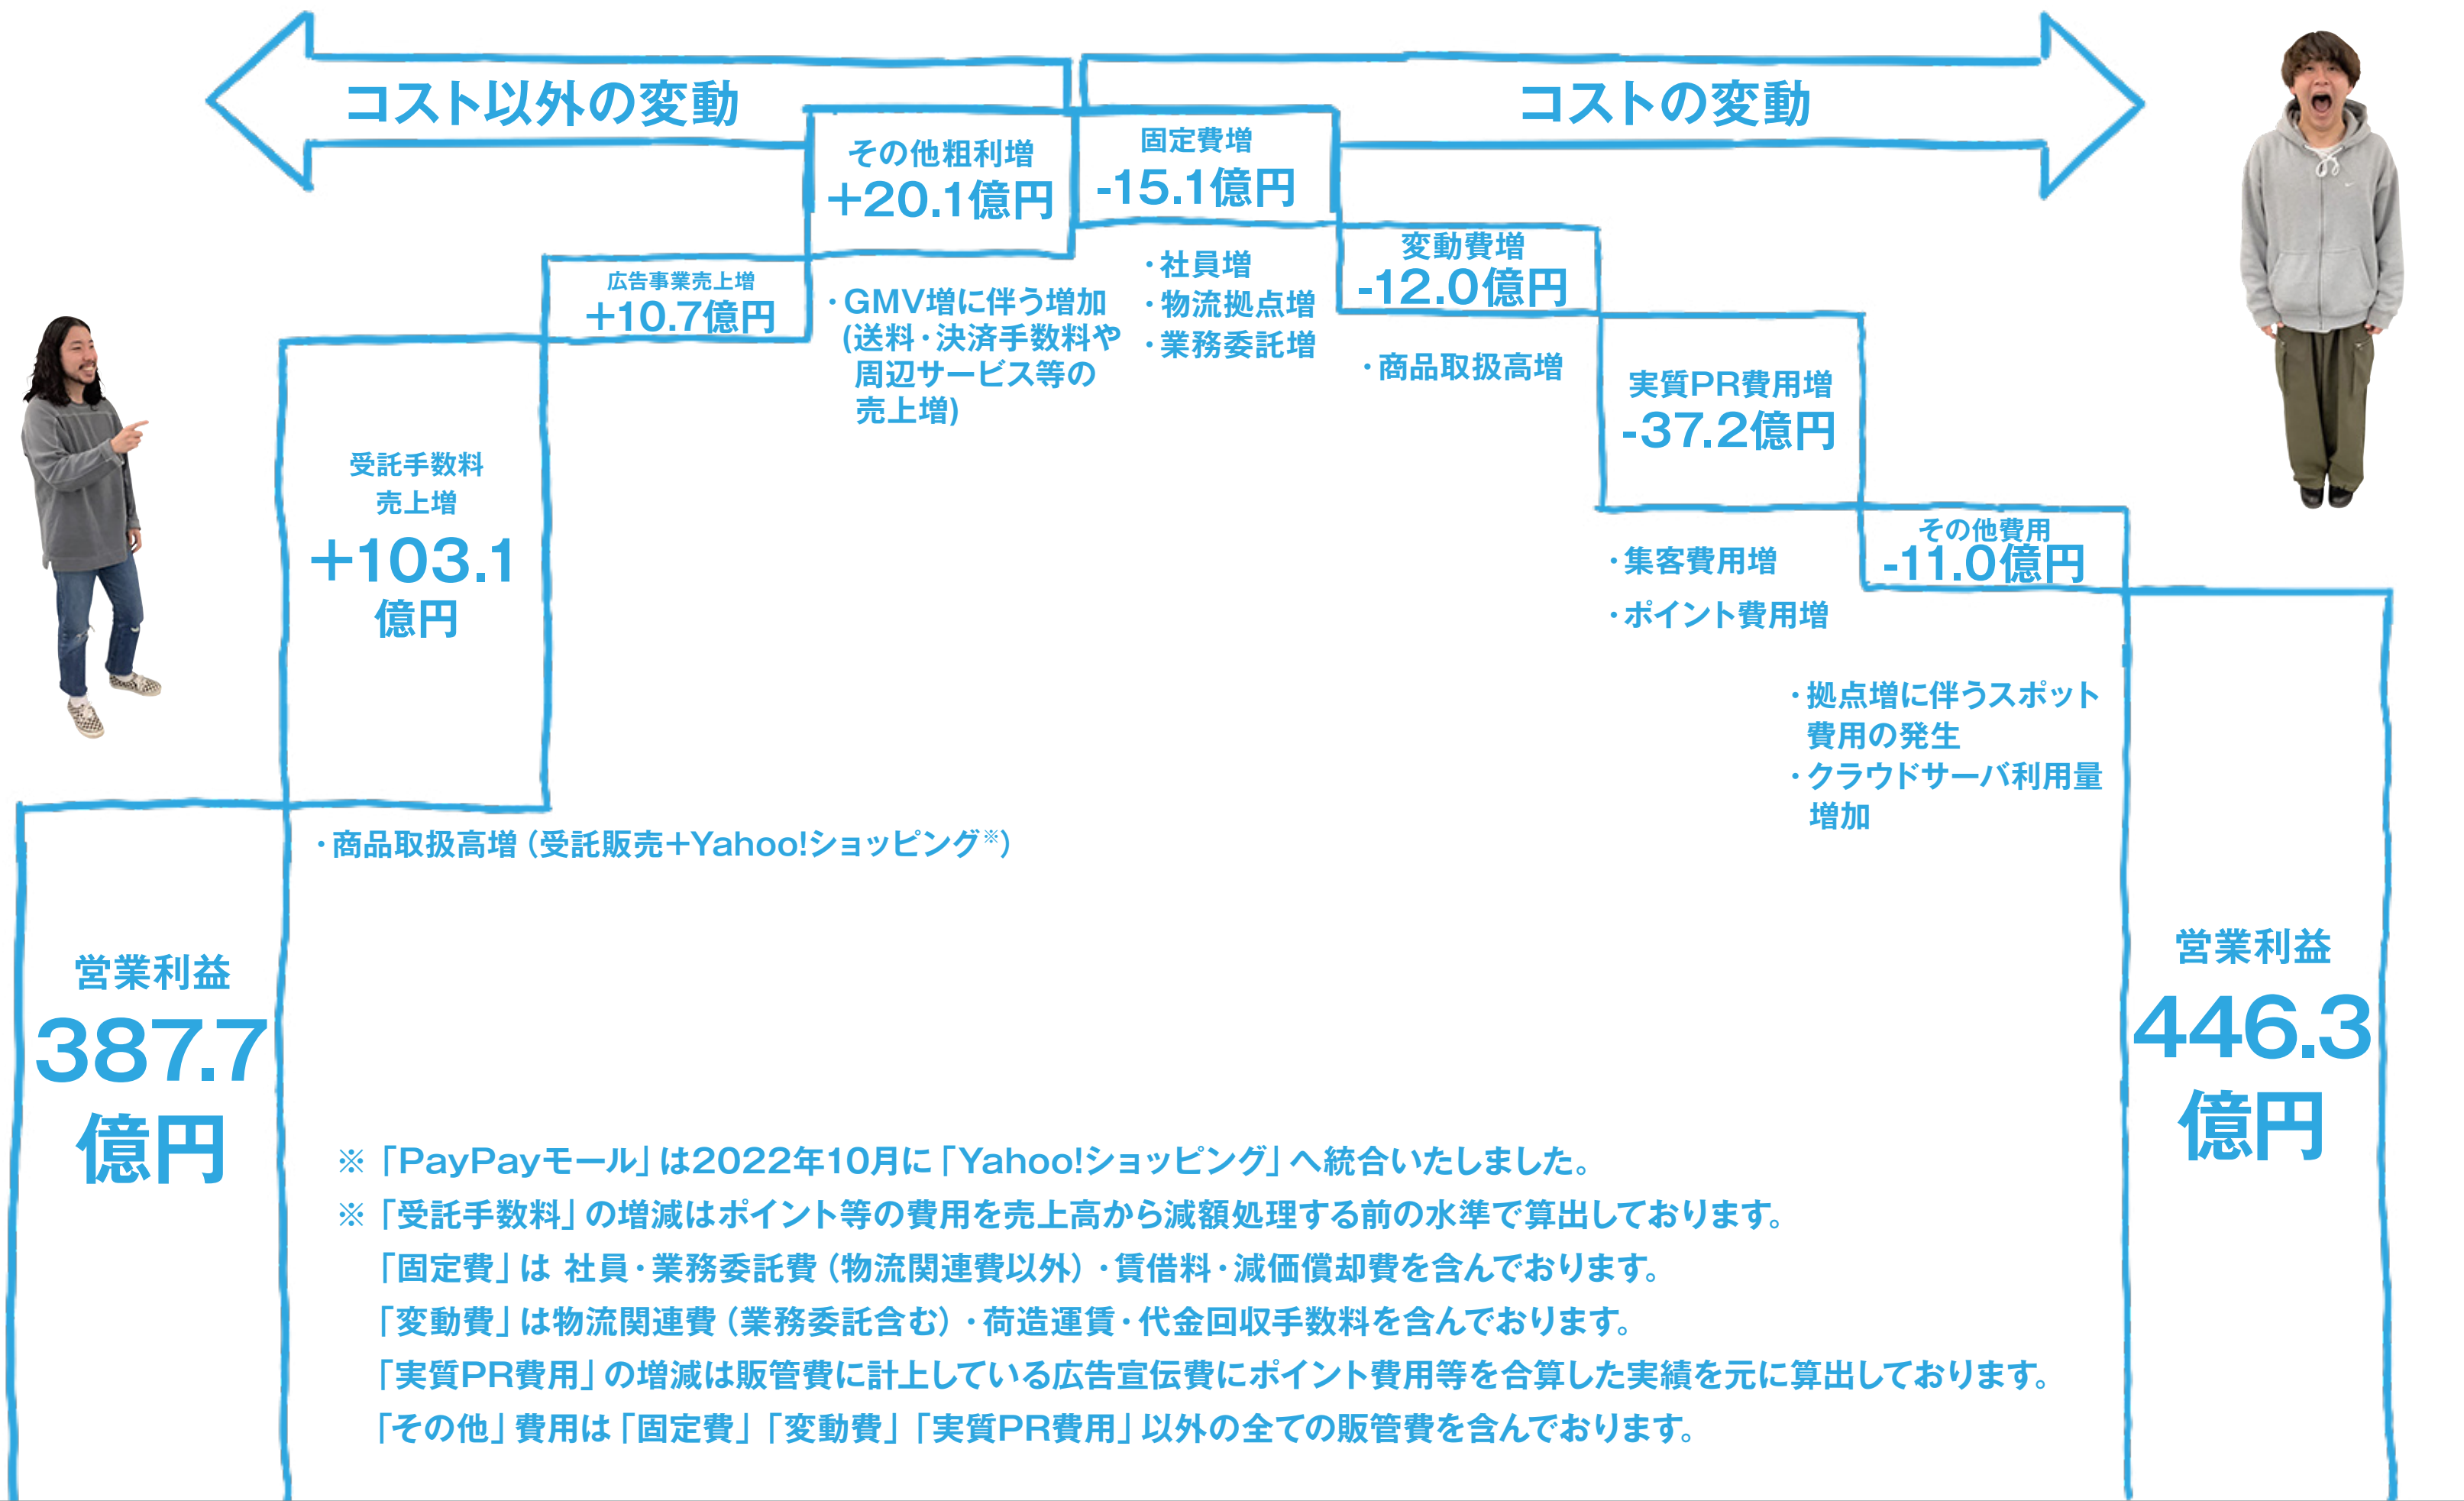 コスト以外の変動
コストの変動
その他粗利増
+20.1億円
固定費増
-15.1億円
広告事業売上増
+10.7億円
・GMV増に伴う増加
(送料・決済手数料や
周辺サービス等の
売上増)
・社員増
・物流拠点増
・業務委託増
変動費増
-12.0億円
・商品取扱高増
実質PR費用増
-37.2億円
受託手数料
売上増
+103.1
億円
・集客費用増
・ポイント費用増
その他費用
-11.0億円
・拠点増に伴うスポット
費用の発生
・クラウドサーバ利用量
増加
・商品取扱高増（受託販売+Yahoo!ショッピング※）
営業利益
387.7
億円
営業利益
446.3
億円
※「PayPayモール」は2022年10月に「Yahoo!ショッピング」へ統合いたしました。
※「受託手数料」の増減はポイント等の費用を売上高から減額処理する前の水準で算出しております。
「固定費」は 社員・業務委託費（物流関連費以外）・賃借料・減価償却費を含んでおります。
「変動費」は物流関連費（業務委託含む）・荷造運賃・代金回収手数料を含んでおります。
「実質PR費用」の増減は販管費に計上している広告宣伝費にポイント費用等を合算した実績を元に算出しております。
「その他」費用は「固定費」「変動費」「実質PR費用」以外の全ての販管費を含んでおります。